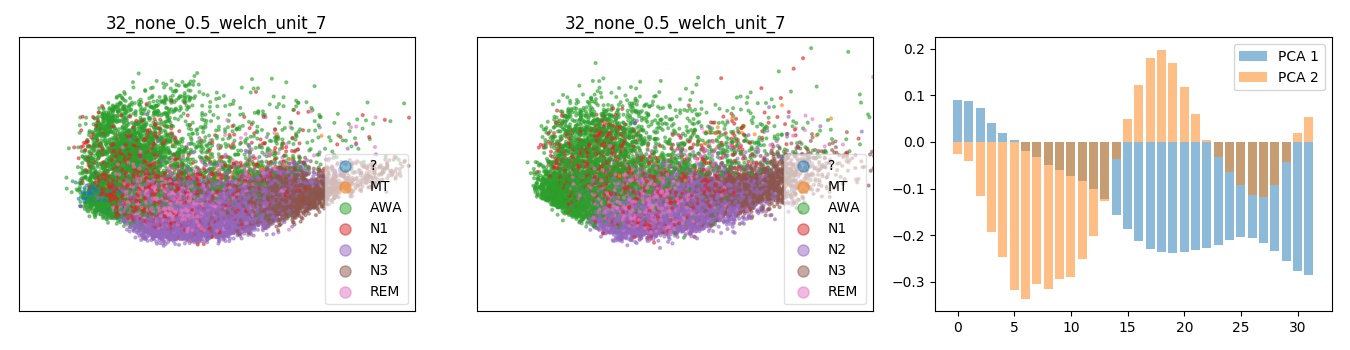 32_none_0.5_welch_unit_7
?
MT
AWA
N1
N2
N3
REM
32_none_0.5_welch_unit_7
?
MT
AWA
N1
N2
N3
REM
PCA 1
PCA 2
0.2
0.1
0.0
−0.1
−0.2
−0.3
0 5 10 15 20 25 30